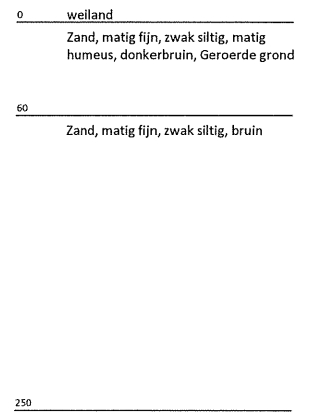 0 weiland
Zand, matig fijn, zwak siltig, matig
humeus, donkerbruin, Geroerde grond
60
Zand, matig fijn, zwak siltig, bruin
250